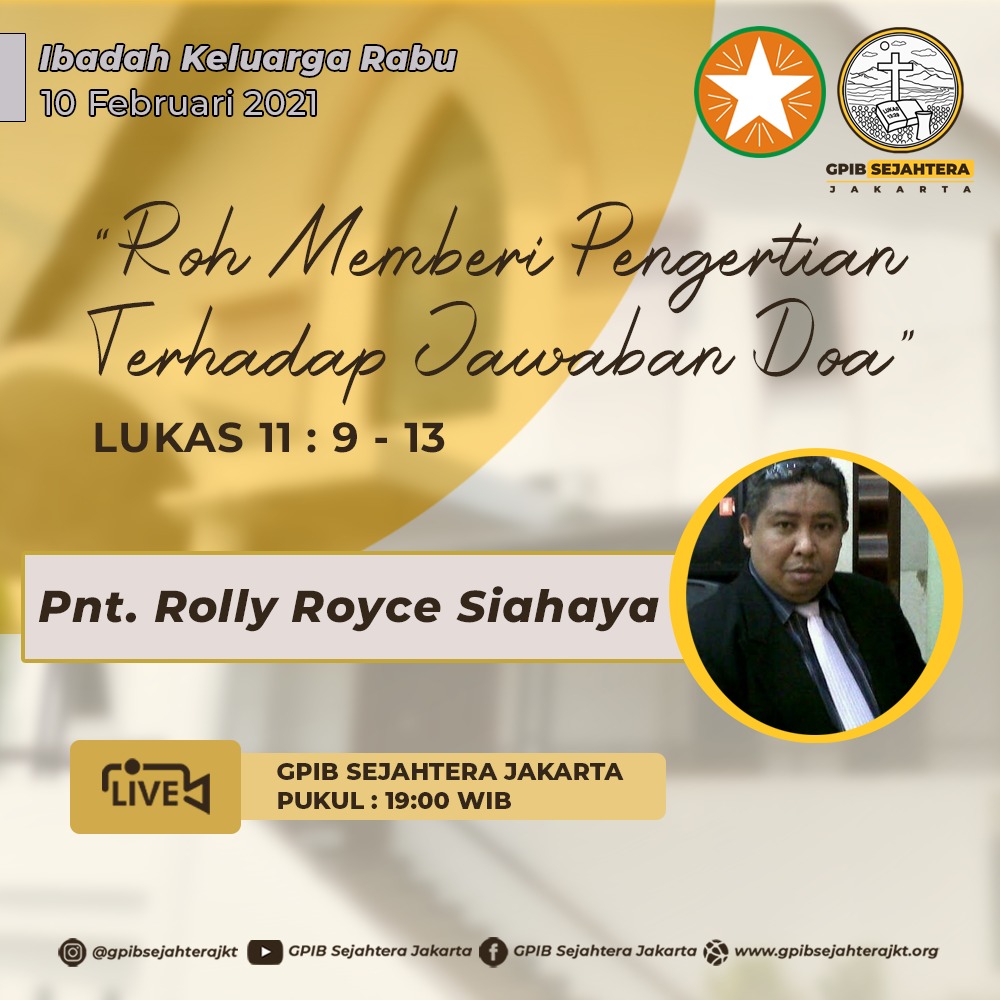 Ibadah Keluarga Rabu
10 Februari 2021
LUKAS
GPIB SEJAHTERA
JAKARTA
"Roh Memberi Pengertian
Terhadap Jawaban Doa"
LUKAS 11 : 9 - 13
Pnt. Rolly Royce Siahaya
LIVE
GPIB SEJAHTERA JAKARTA
PUKUL : 19:00 WIB
@gpibsejahterajkt GPIB Sejahtera Jakarta GPIB Sejahtera Jakarta www.gpibsejahterajkt.org